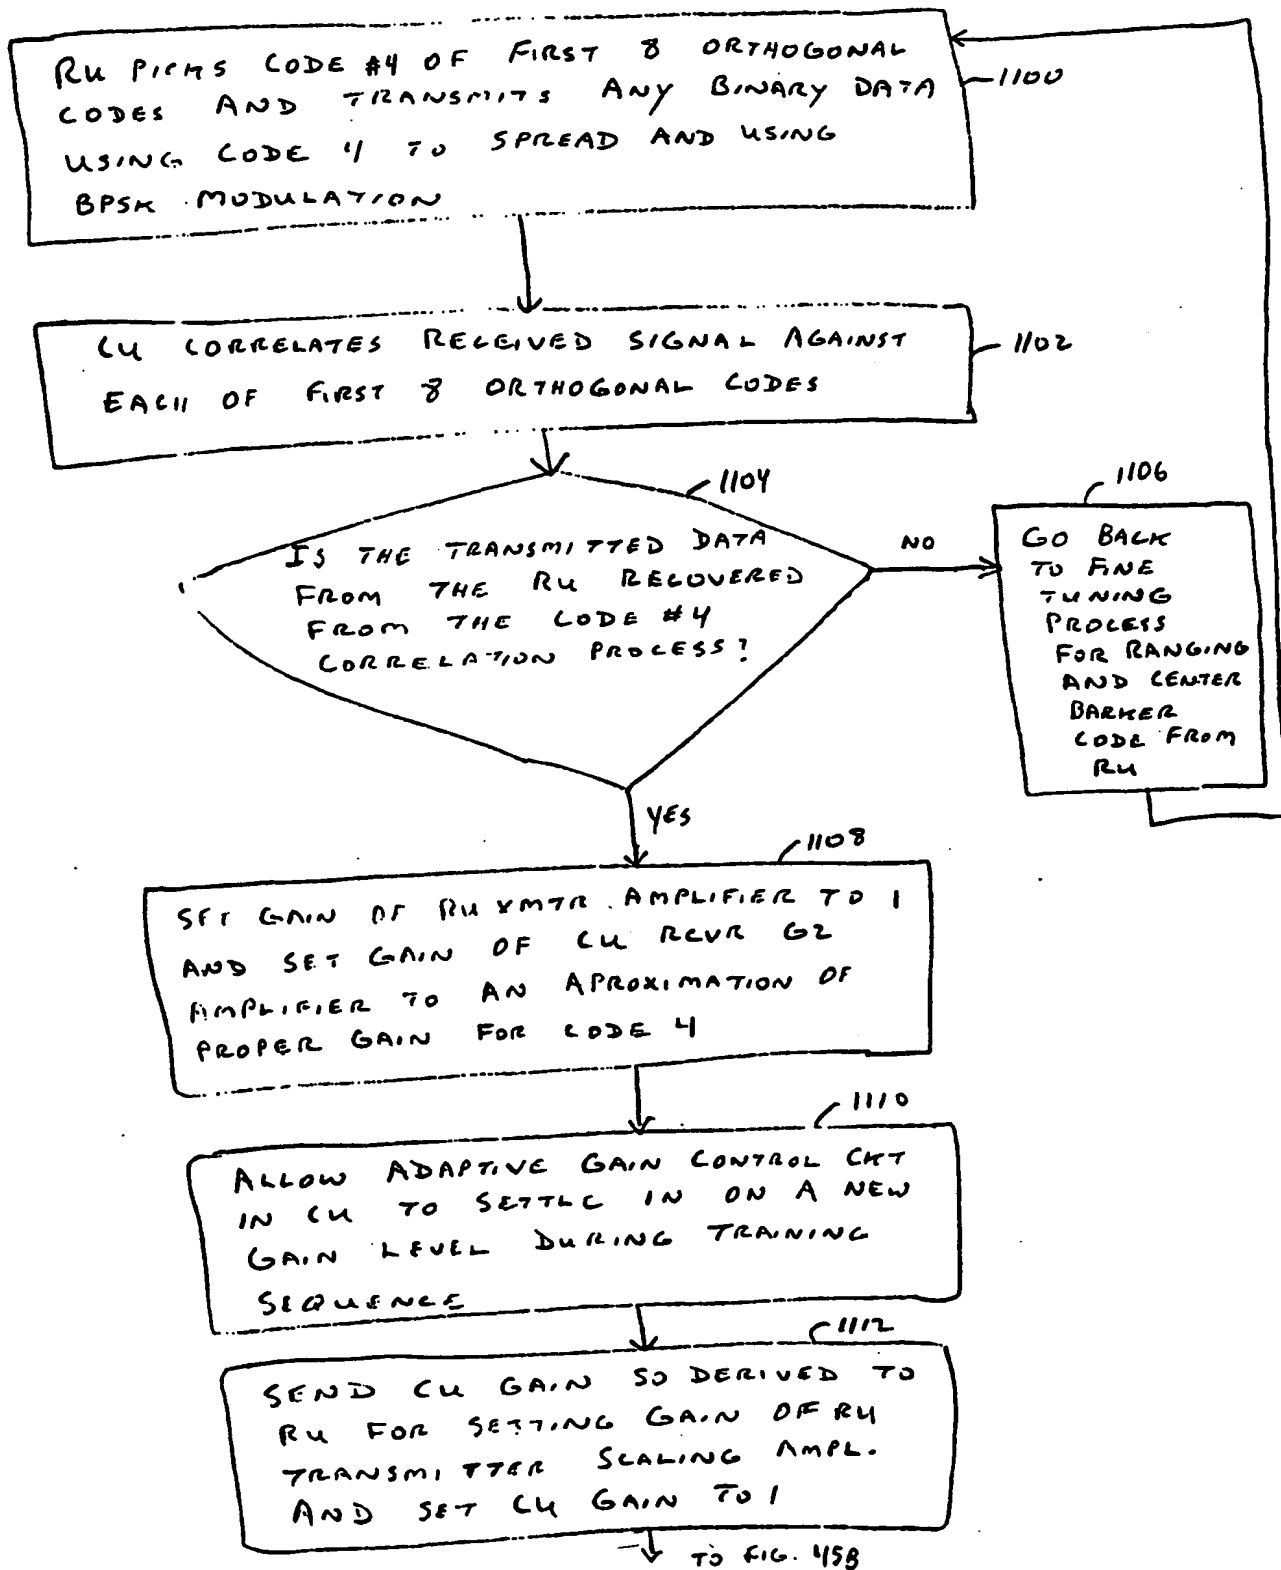 RU PICKS CODE #4 OF FIRST 8 ORTHOGONAL
CODES AND TRANSMITS ANY BINARY DATA
USING CODE 4 TO SPREAD AND USING
BPSK MODULATION
1100
CU CORRELATES RECEIVED SIGNAL AGAINST
EACH OF FIRST 8 ORTHOGONAL CODES
1102
1104
IS THE TRANSMITTED DATA
FROM THE RU RECOVERED
FROM THE CODE #4
CORRELATION PROCESS?
NO
1106
GO BACK
TO FINE
TUNING
PROCESS
FOR RANGING
AND CENTER
BARKER
CODE FROM
RU
YES
1108
SET GAIN OF RU XMTR AMPLIFIER TO 1
AND SET GAIN OF CU RCVR G2
AMPLIFIER TO AN APROXIMATION OF
PROPER GAIN FOR CODE 4
1110
ALLOW ADAPTIVE GAIN CONTROL CKT
IN CU TO SETTLE IN ON A NEW
GAIN LEVEL DURING TRAINING
SEQUENCE
1112
SEND CU GAIN SO DERIVED TO
RU FOR SETTING GAIN OF RU
TRANSMITTER SCALING AMPL.
AND SET CU GAIN TO 1
TO FIG. 45B